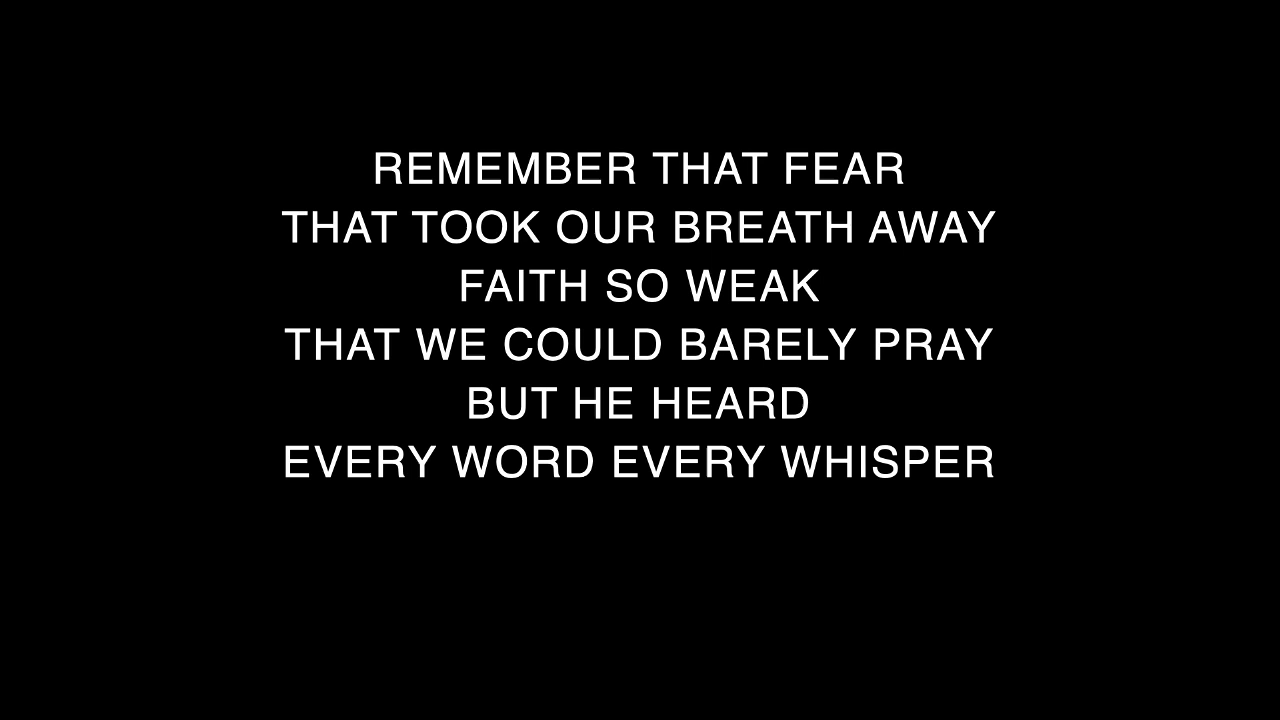 REMEMBER THAT FEAR
THAT TOOK OUR BREATH AWAY
FAITH SO WEAK
THAT WE COULD BARELY PRAY
BUT HE HEARD
EVERY WORD EVERY WHISPER